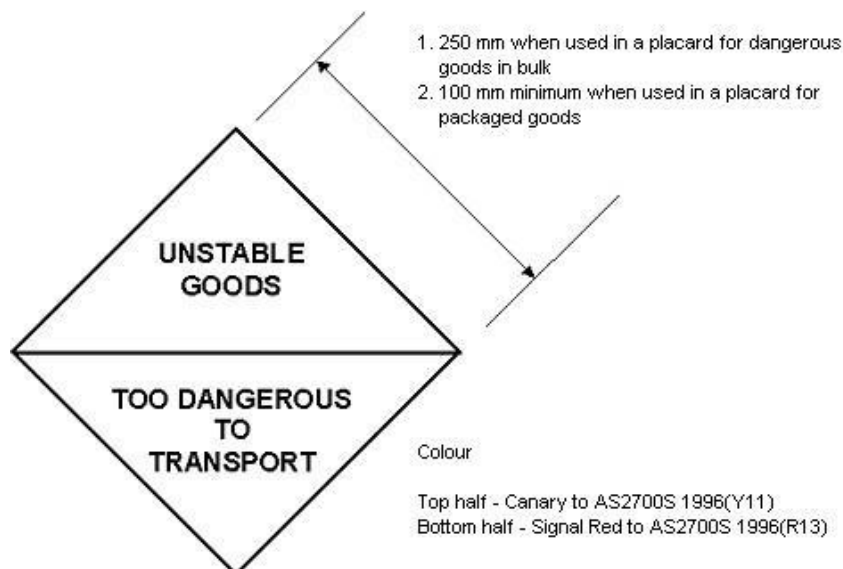 1. 250 mm when used in a placard for dangerous
goods in bulk
2. 100 mm minimum when used in a placard for
packaged goods
UNSTABLE
GOODS
TOO DANGEROUS
TO
TRANSPORT
Colour
Top half - Canary to AS2700S 1996(Y11)
Bottom half - Signal Red to AS2700S 1996(R13)